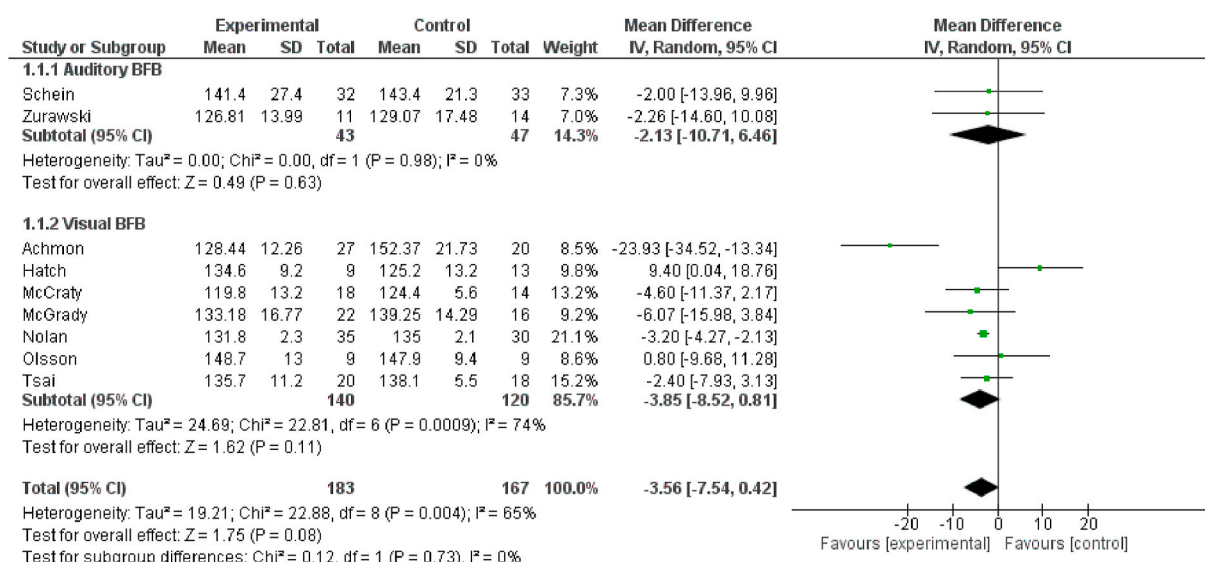 Experimental Control Mean Difference Mean Difference
Study or Subgroup Mean SD Total Mean SD Total Weight IV, Random, 95% CI IV, Random, 95% CI
1.1.1 Auditory BFB
Schein 141.4 27.4 32 143.4 21.3 33 7.3% -2.00 [-13.96, 9.96]
Zurawski 126.81 13.99 11 129.07 17.48 14 7.0% -2.26 [-14.60, 10.08]
Subtotal (95% CI) 43 47 14.3% -2.13 [-10.71, 6.46]
Heterogeneity: Tau² = 0.00; Chi² = 0.00, df = 1 (P = 0.98); I² = 0%
Test for overall effect: Z = 0.49 (P = 0.63)
1.1.2 Visual BFB
Achmon 128.44 12.26 27 152.37 21.73 20 8.5% -23.93 [-34.52, -13.34]
Hatch 134.6 9.2 9 125.2 13.2 13 9.8% 9.40 [0.04, 18.76]
McCraty 119.8 13.2 18 124.4 5.6 14 13.2% -4.60 [-11.37, 2.17]
McGrady 133.18 16.77 22 139.25 14.29 16 9.2% -6.07 [-15.98, 3.84]
Nolan 131.8 2.3 35 135 2.1 30 21.1% -3.20 [-4.27, -2.13]
Olsson 148.7 13 9 147.9 9.4 9 8.6% 0.80 [-9.68, 11.28]
Tsai 135.7 11.2 20 138.1 5.5 18 15.2% -2.40 [-7.93, 3.13]
Subtotal (95% CI) 140 120 85.7% -3.85 [-8.52, 0.81]
Heterogeneity: Tau² = 24.69; Chi² = 22.81, df = 6 (P = 0.0009); I² = 74%
Test for overall effect: Z = 1.62 (P = 0.11)
Total (95% CI) 183 167 100.0% -3.56 [-7.54, 0.42]
Heterogeneity: Tau² = 19.21; Chi² = 22.88, df = 8 (P = 0.004); I² = 65%
Test for overall effect: Z = 1.75 (P = 0.08)
Test for subgroup differences: Chi² = 0.12, df = 1 (P = 0.73), I² = 0%
-20 -10 0 10 20
Favours [experimental] Favours [control]